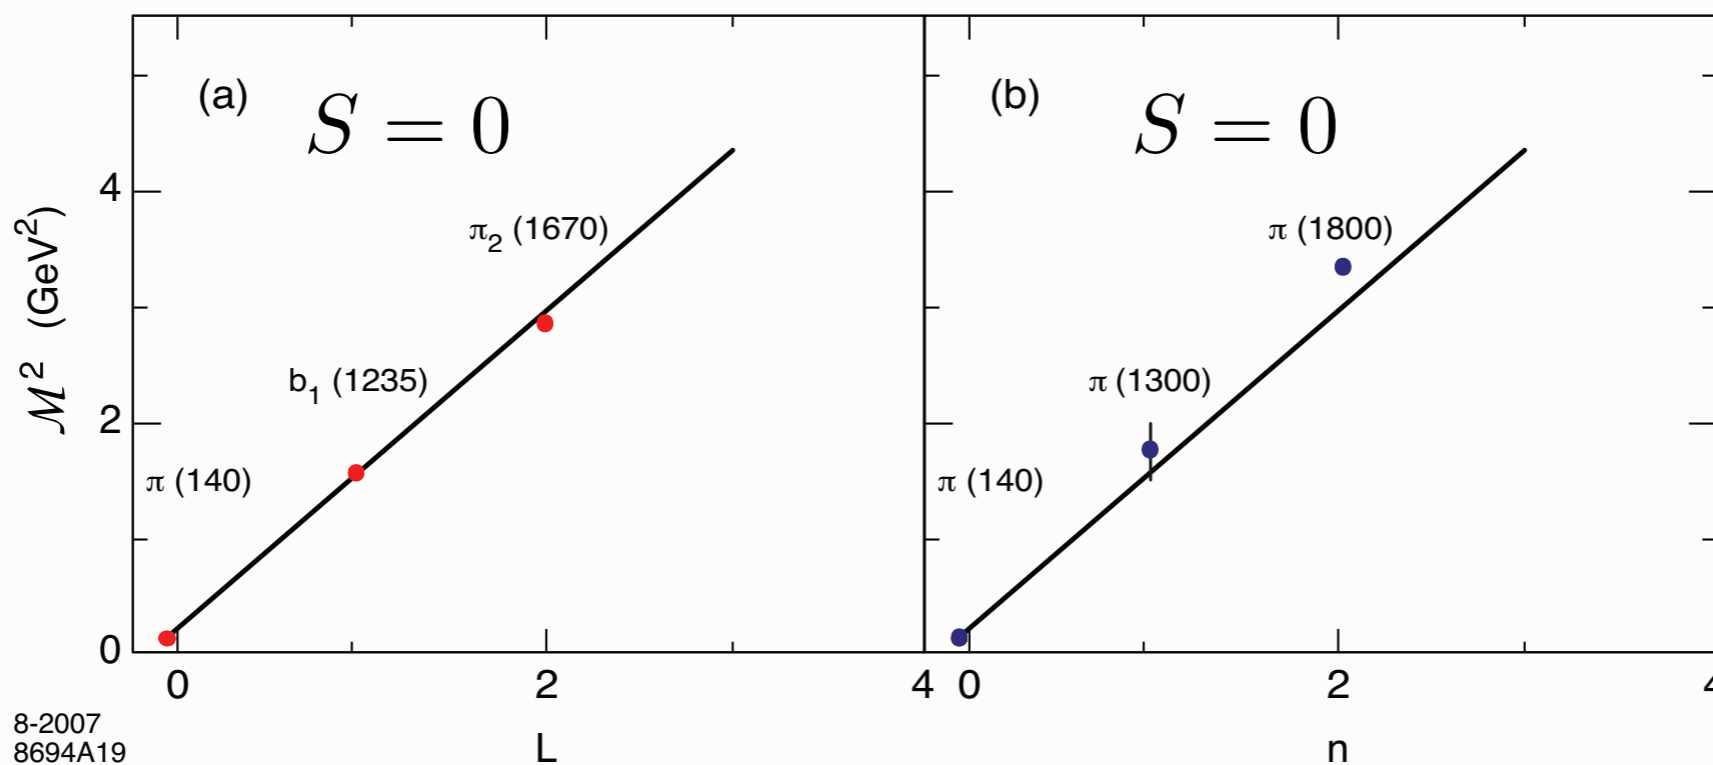 (a)
S = 0
(b)
S = 0
4
π₂ (1670)
π (1800)
ℳ² (GeV²)
b₁ (1235)
π (1300)
2
π (140)
π (140)
0
0
2
4
0
2
4
8-2007
8694A19
L
n